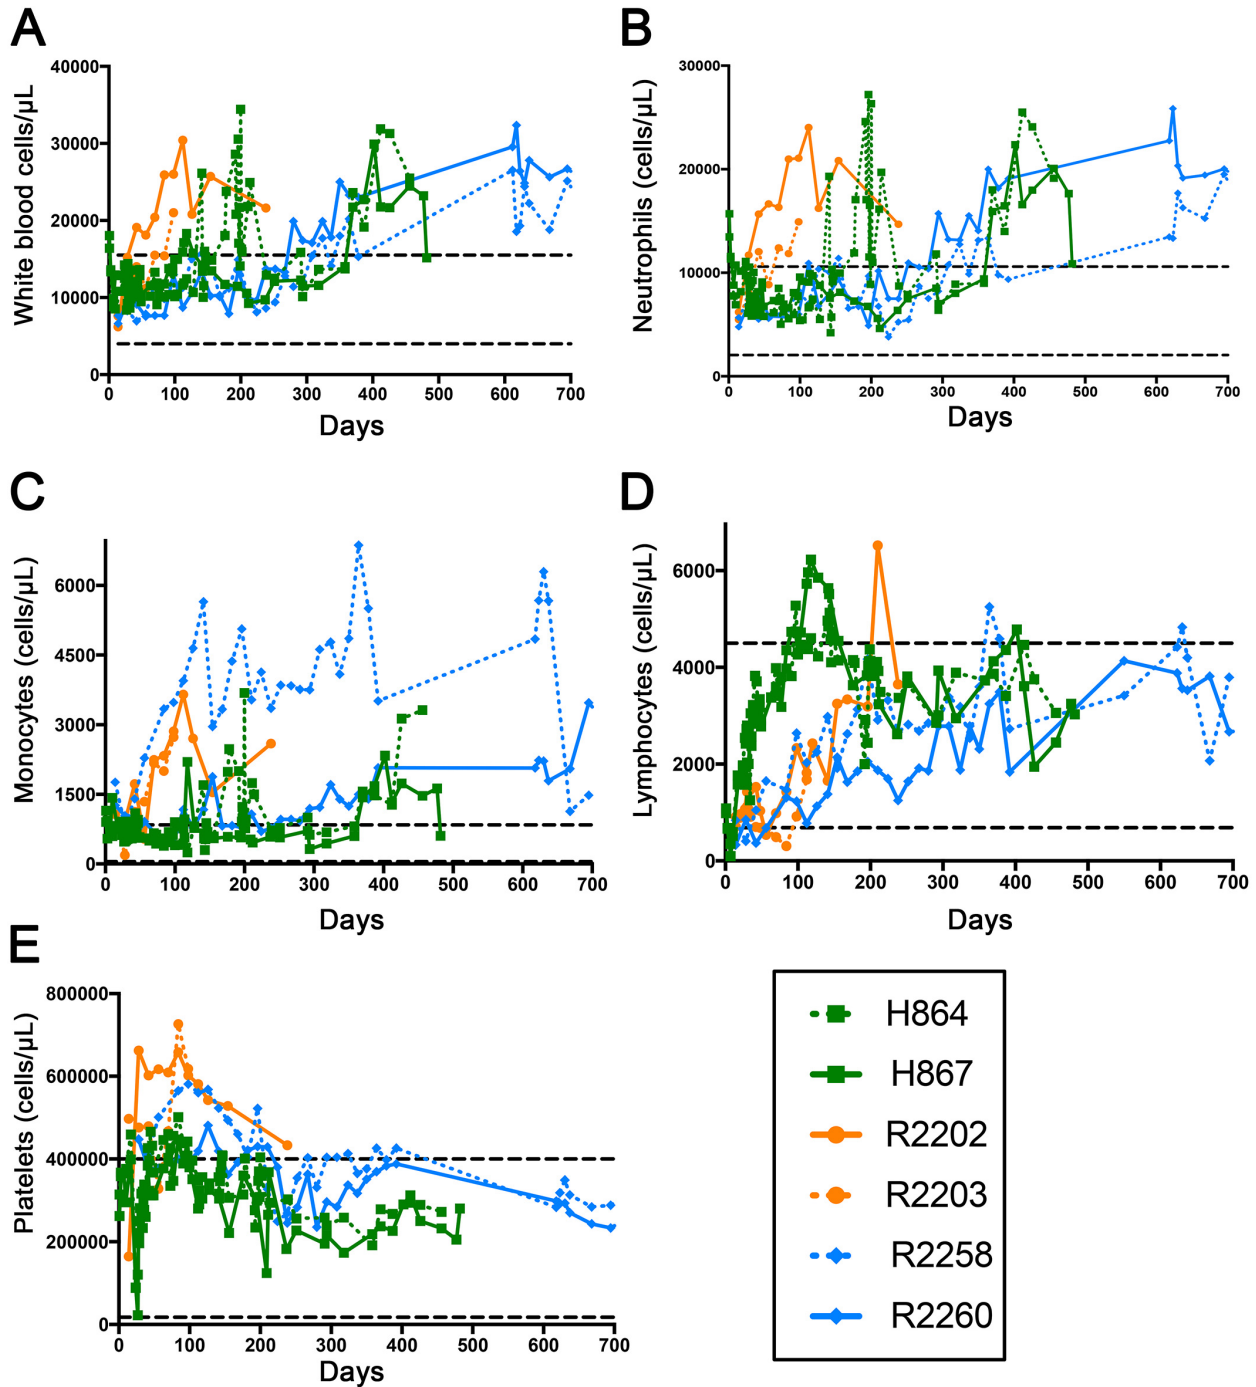 A
White blood cells/µL
40000
30000
20000
10000
0
0 100 200 300 400 500 600 700
Days
B
Neutrophils (cells/µL)
30000
20000
10000
0
0 100 200 300 400 500 600 700
Days
C
Monocytes (cells/µL)
6000
4500
3000
1500
0
0 100 200 300 400 500 600 700
Days
D
Lymphocytes (cells/µL)
6000
4000
2000
0
0 100 200 300 400 500 600 700
Days
E
Platelets (cells/µL)
800000
600000
400000
200000
0
0 100 200 300 400 500 600 700
Days
H864
H867
R2202
R2203
R2258
R2260